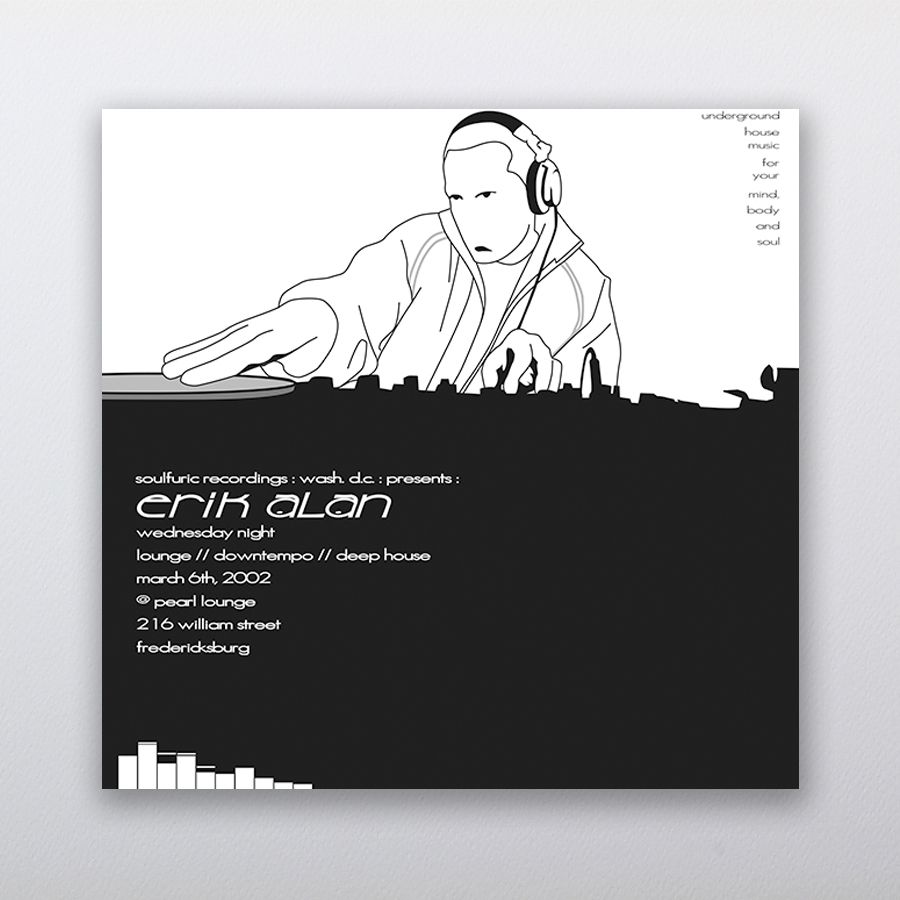 underground
house
music
for
your
mind,
body
and
soul
soulfuric recordings : wash. d.c. : presents :
erik alan
wednesday night
lounge // downtempo // deep house
march 6th, 2002
@ pearl lounge
216 william street
fredericksburg